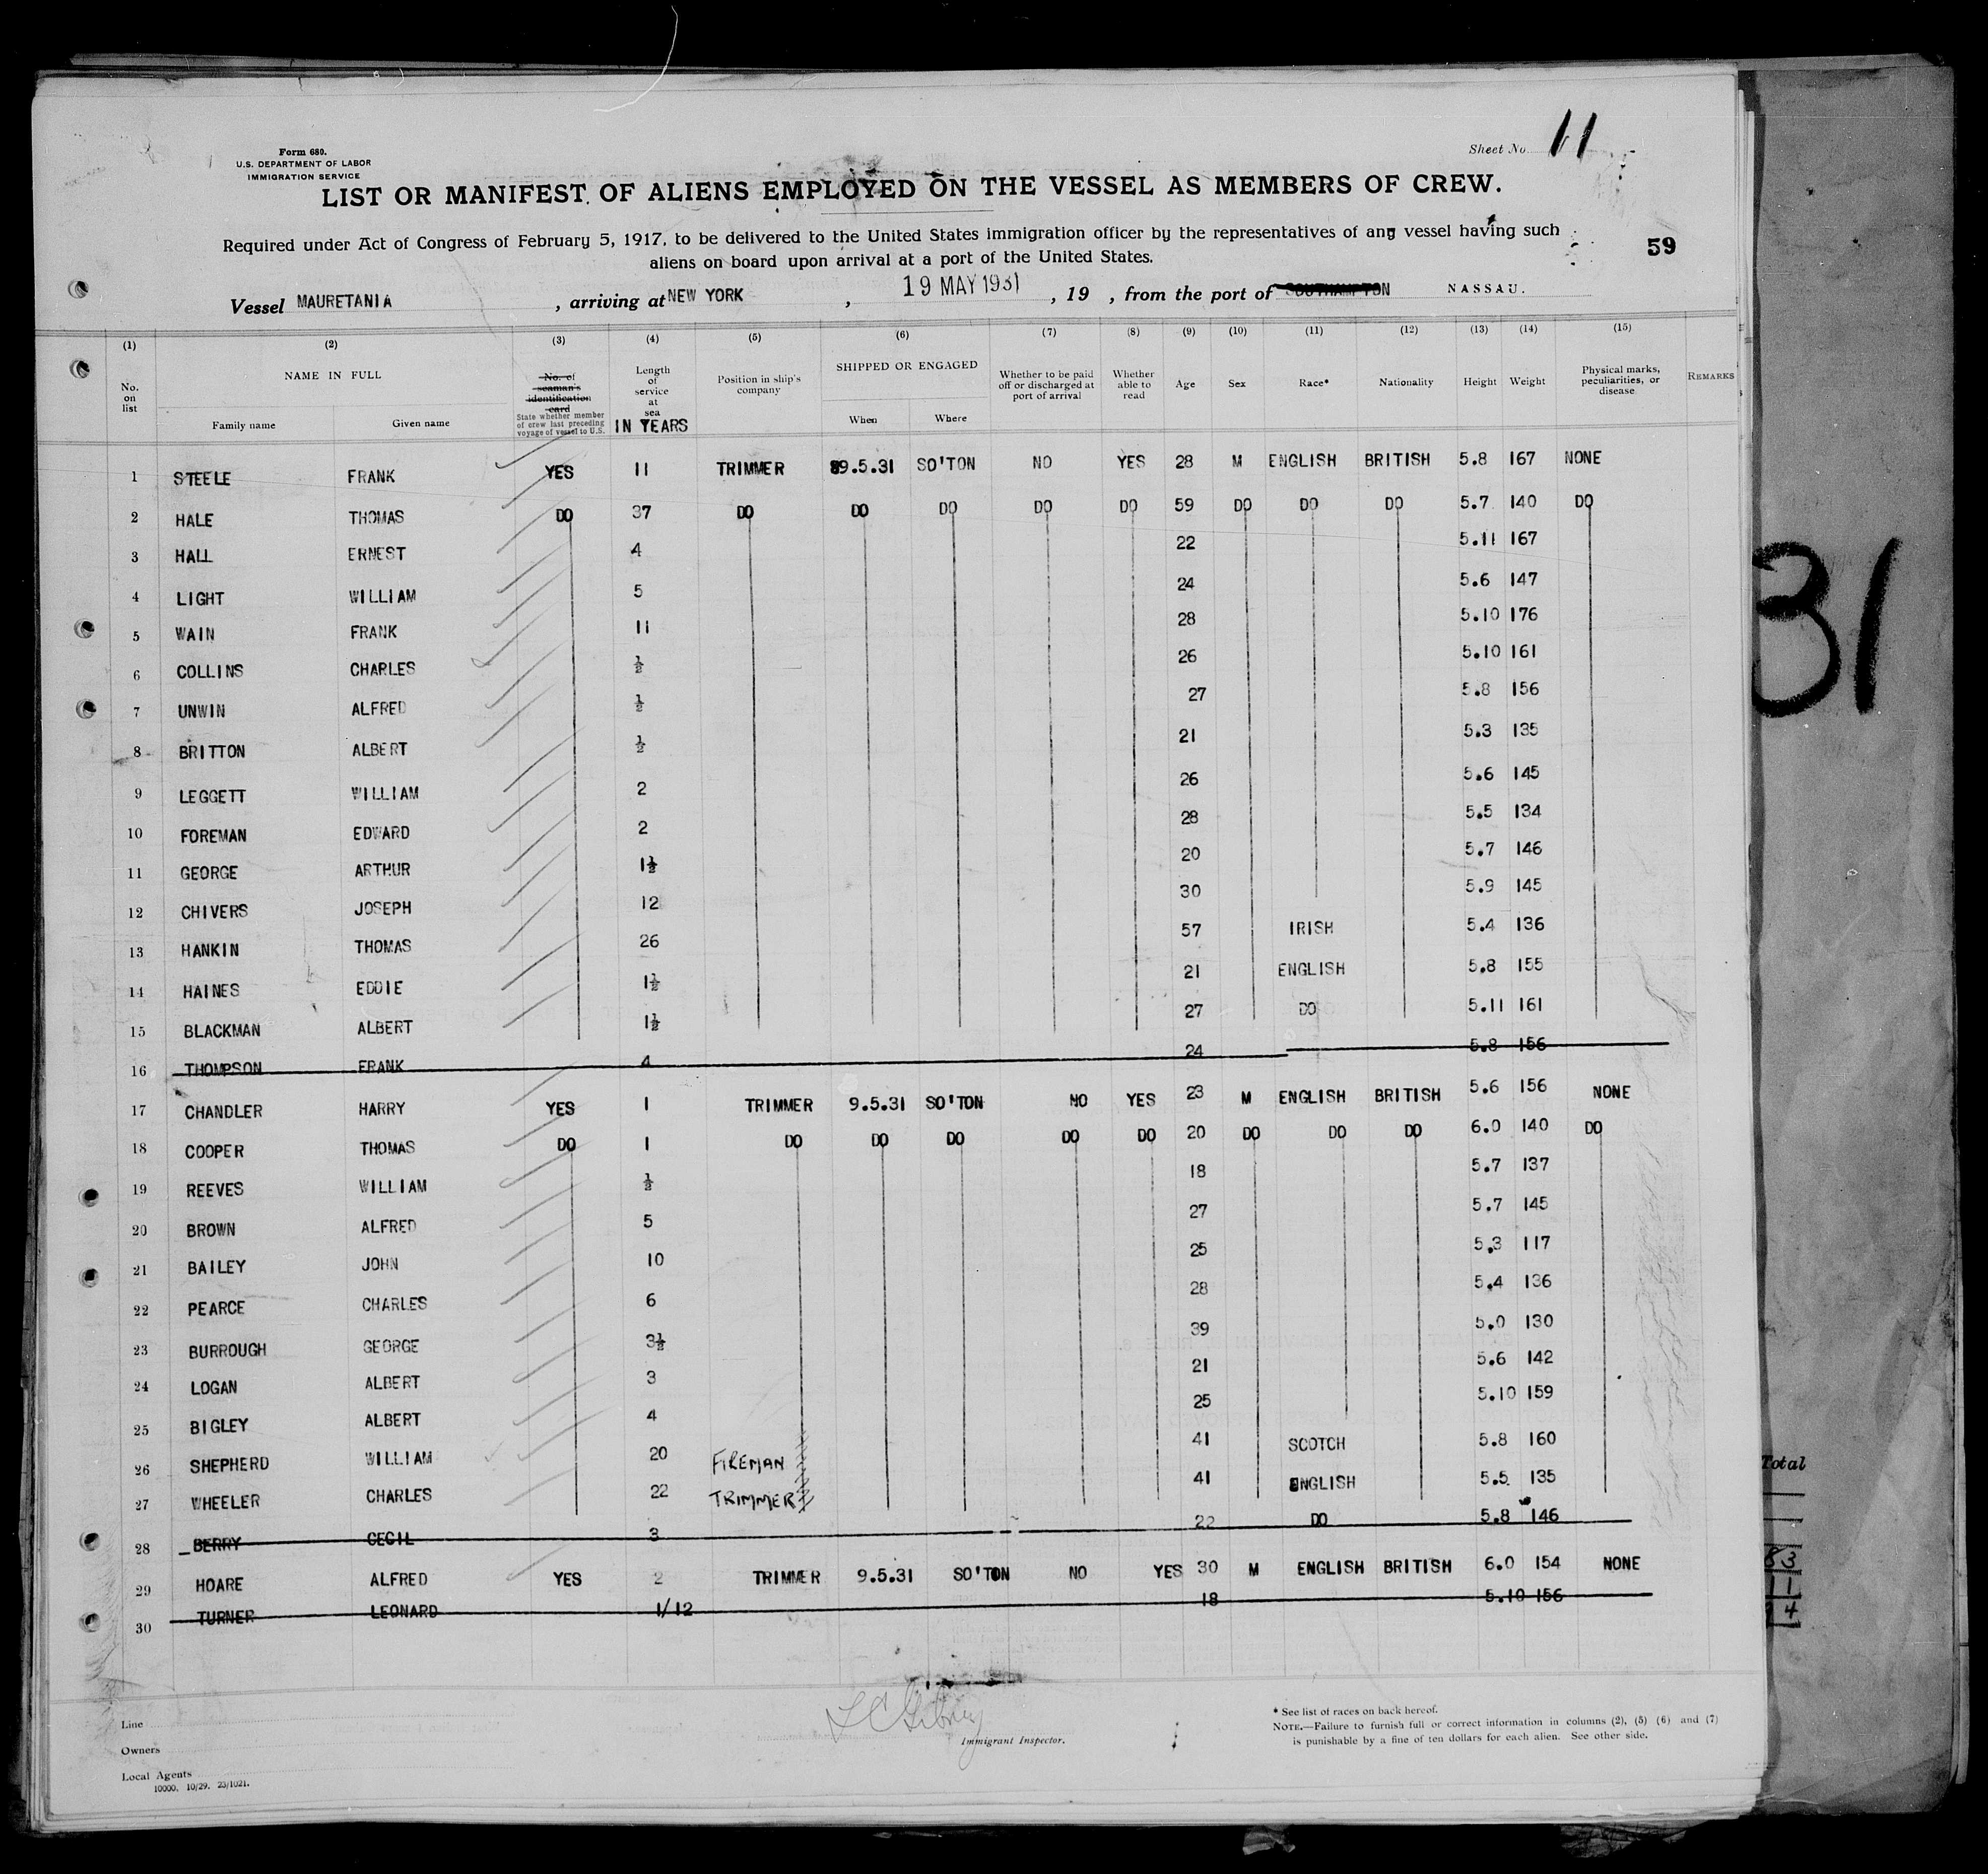 Form 680.
U.S. DEPARTMENT OF LABOR
IMMIGRATION SERVICE
Sheet No. 11
LIST OR MANIFEST OF ALIENS EMPLOYED ON THE VESSEL AS MEMBERS OF CREW.
Required under Act of Congress of February 5, 1917, to be delivered to the United States immigration officer by the representatives of any vessel having such
aliens on board upon arrival at a port of the United States.
59
Vessel MAURETANIA , arriving at NEW YORK , 19 MAY 1931 , 19 , from the port of SOUTHAMPTON NASSAU.
(1) (2) (3) (4) (5) (6) (7) (8) (9) (10) (11) (12) (13) (14) (15)
No. on list NAME IN FULL Family name Given name No. of seaman's identification card State whether member of crew last preceding voyage of vessel to U.S. Length of service at sea IN YEARS Position in ship's company SHIPPED OR ENGAGED When Where Whether to be paid off or discharged at port of arrival Whether able to read Age Sex Race* Nationality Height Weight Physical marks, peculiarities, or disease REMARKS
1 STEELE FRANK YES 11 TRIMMER 9.5.31 SO'TON NO YES 28 M ENGLISH BRITISH 5.8 167 NONE
2 HALE THOMAS DO 37 DO DO DO DO DO 59 DO DO DO 5.7 140 DO
3 HALL ERNEST 4 22 5.11 167
4 LIGHT WILLIAM 5 24 5.6 147
5 WAIN FRANK 11 28 5.10 176
6 COLLINS CHARLES ½ 26 5.10 161
7 UNWIN ALFRED ½ 27 5.8 156
8 BRITTON ALBERT ½ 21 5.3 135
9 LEGGETT WILLIAM 2 26 5.6 145
10 FOREMAN EDWARD 2 28 5.5 134
11 GEORGE ARTHUR 1½ 20 5.7 146
12 CHIVERS JOSEPH 12 30 5.9 145
13 HANKIN THOMAS 26 57 IRISH 5.4 136
14 HAINES EDDIE 1½ 21 ENGLISH 5.8 155
15 BLACKMAN ALBERT 1½ 27 DO 5.11 161
16 THOMPSON FRANK 4 24 5.8 156
17 CHANDLER HARRY YES 1 TRIMMER 9.5.31 SO'TON NO YES 23 M ENGLISH BRITISH 5.6 156 NONE
18 COOPER THOMAS DO 1 DO DO DO DO DO 20 DO DO DO 6.0 140 DO
19 REEVES WILLIAM ½ 18 5.7 137
20 BROWN ALFRED 5 27 5.7 145
21 BAILEY JOHN 10 25 5.3 117
22 PEARCE CHARLES 6 28 5.4 136
23 BURROUGH GEORGE 3½ 39 5.0 130
24 LOGAN ALBERT 3 21 5.6 142
25 BIGLEY ALBERT 4 25 5.10 159
26 SHEPHERD WILLIAM 20 FIREMAN 41 SCOTCH 5.8 160
27 WHEELER CHARLES 22 TRIMMER 41 ENGLISH 5.5 135
28 BERRY CECIL 3 22 DO 5.8 146
29 HOARE ALFRED YES 2 TRIMMER 9.5.31 SO'TON NO YES 30 M ENGLISH BRITISH 6.0 154 NONE
30 TURNER LEONARD 1/12 18 5.10 156
Line
Owners
Local Agents
10000. 10/29. 23/1021.
Immigrant Inspector.
* See list of races on back hereof.
NOTE.—Failure to furnish full or correct information in columns (2), (5) (6) and (7)
is punishable by a fine of ten dollars for each alien. See other side.
31
Total
83
11
94